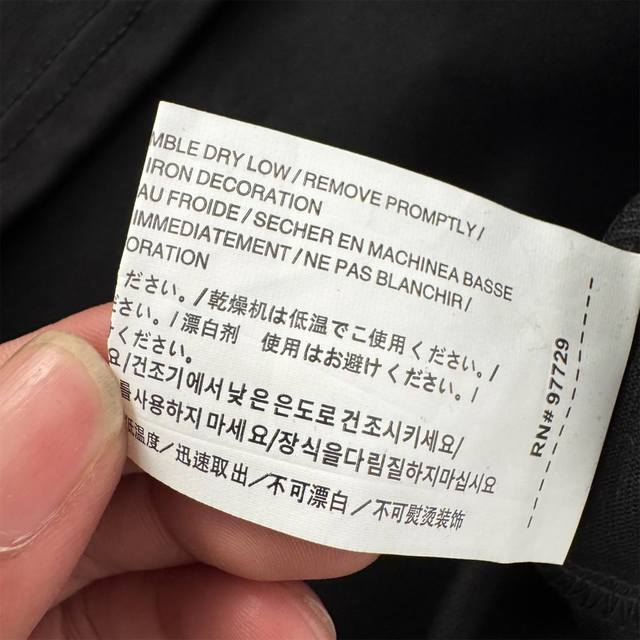 MBLE DRY LOW / REMOVE PROMPTLY /
IRON DECORATION
AU FROIDE / SECHER EN MACHINEA BASSE
IMMEDIATEMENT / NE PAS BLANCHIR /
ORATION
ください。/乾燥机は低温でご使用ください。/
ださい。/漂白剤 使用はお避けください。/
ください。
요/건조기에서 낮은은도로건조시키세요/
를사용하지 마세요/장식을다림질하지마십시요
低温度/迅速取出/不可漂白/不可熨烫装饰
RN# 97729